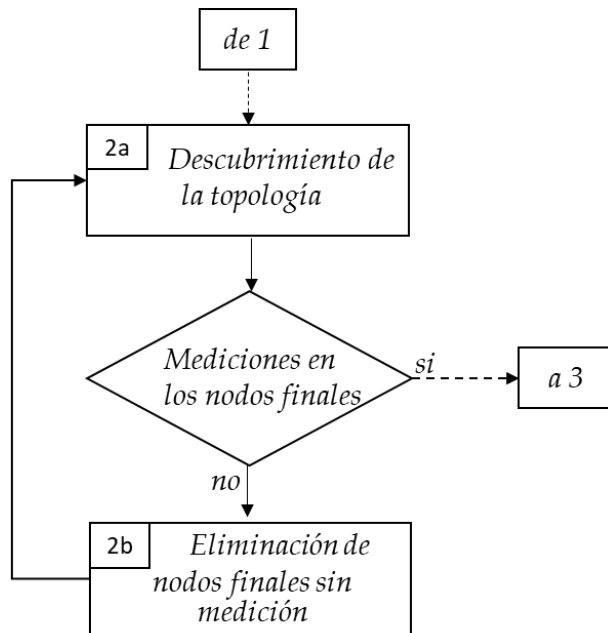 de 1
2a
Descubrimiento de
la topología
Mediciones en
los nodos finales
si
a 3
no
2b
Eliminación de
nodos finales sin
medición